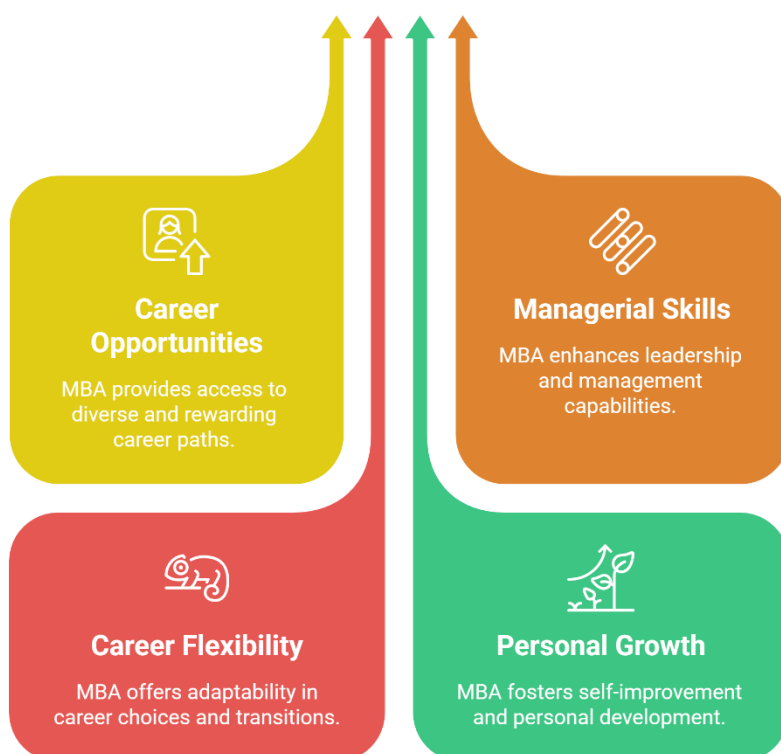 Career
Opportunities
MBA provides access to
diverse and rewarding
career paths.
Managerial Skills
MBA enhances leadership
and management
capabilities.
Career Flexibility
MBA offers adaptability in
career choices and transitions.
Personal Growth
MBA fosters self-improvement
and personal development.